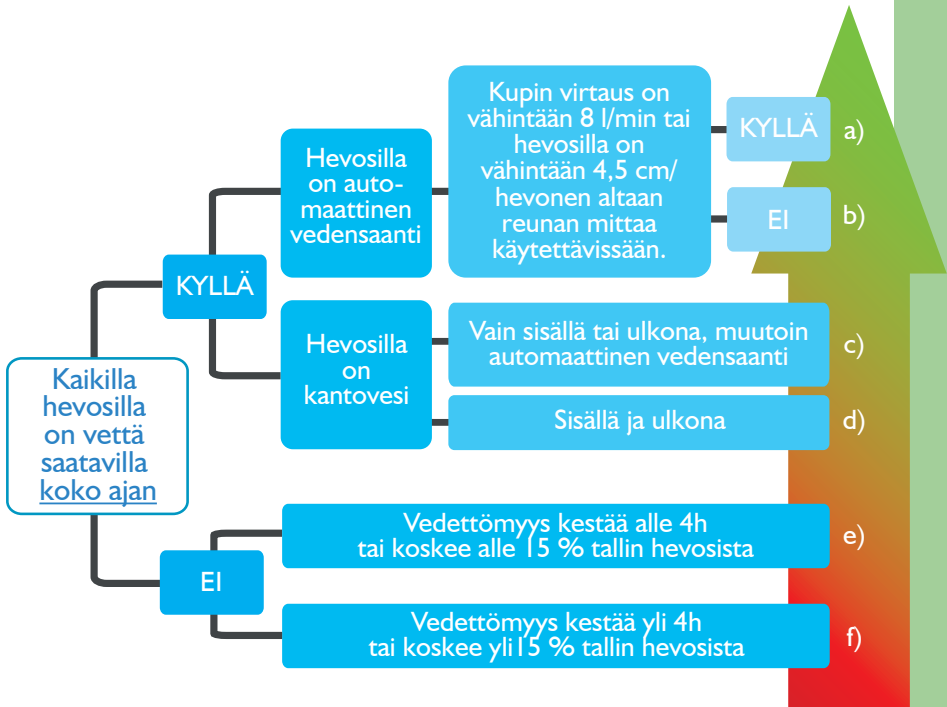 Kaikilla
hevosilla
on vettä
saatavilla
koko ajan
KYLLÄ
Hevosilla
on auto-
maattinen
vedensaanti
Kupin virtaus on
vähintään 8 l/min tai
hevosilla on
vähintään 4,5 cm/
hevonen altaan
reunan mittaa
käytettävissään.
KYLLÄ
a)
EI
b)
Hevosilla
on
kantovesi
Vain sisällä tai ulkona, muutoin
automaattinen vedensaanti
c)
Sisällä ja ulkona
d)
EI
Vedettömyys kestää alle 4h
tai koskee alle 15 % tallin hevosista
e)
Vedettömyys kestää yli 4h
tai koskee yli15 % tallin hevosista
f)